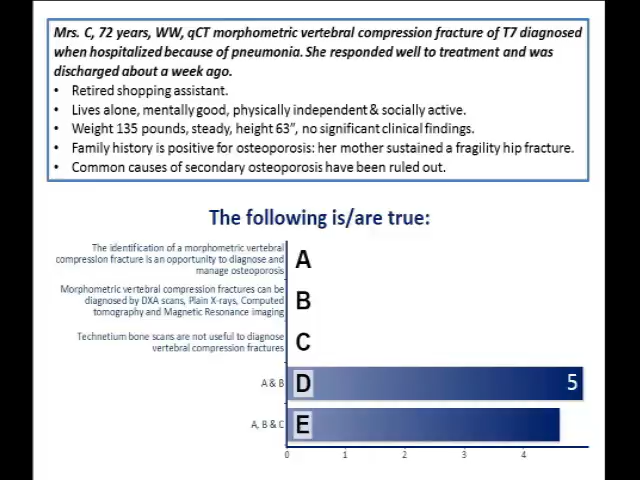 Mrs. C, 72 years, WW, qCT morphometric vertebral compression fracture of T7 diagnosed
when hospitalized because of pneumonia. She responded well to treatment and was
discharged about a week ago.
• Retired shopping assistant.
• Lives alone, mentally good, physically independent & socially active.
• Weight 135 pounds, steady, height 63”, no significant clinical findings.
• Family history is positive for osteoporosis: her mother sustained a fragility hip fracture.
• Common causes of secondary osteoporosis have been ruled out.
The following is/are true:
The identification of a morphometric vertebral
compression fracture is an opportunity to diagnose and
manage osteoporosis
A
Morphometric vertebral compression fractures can be
diagnosed by DXA scans, Plain X-rays, Computed
tomography and Magnetic Resonance imaging
B
Technetium bone scans are not useful to diagnose
vertebral compression fractures
C
A & B
D
5
A, B & C
E
0 1 2 3 4